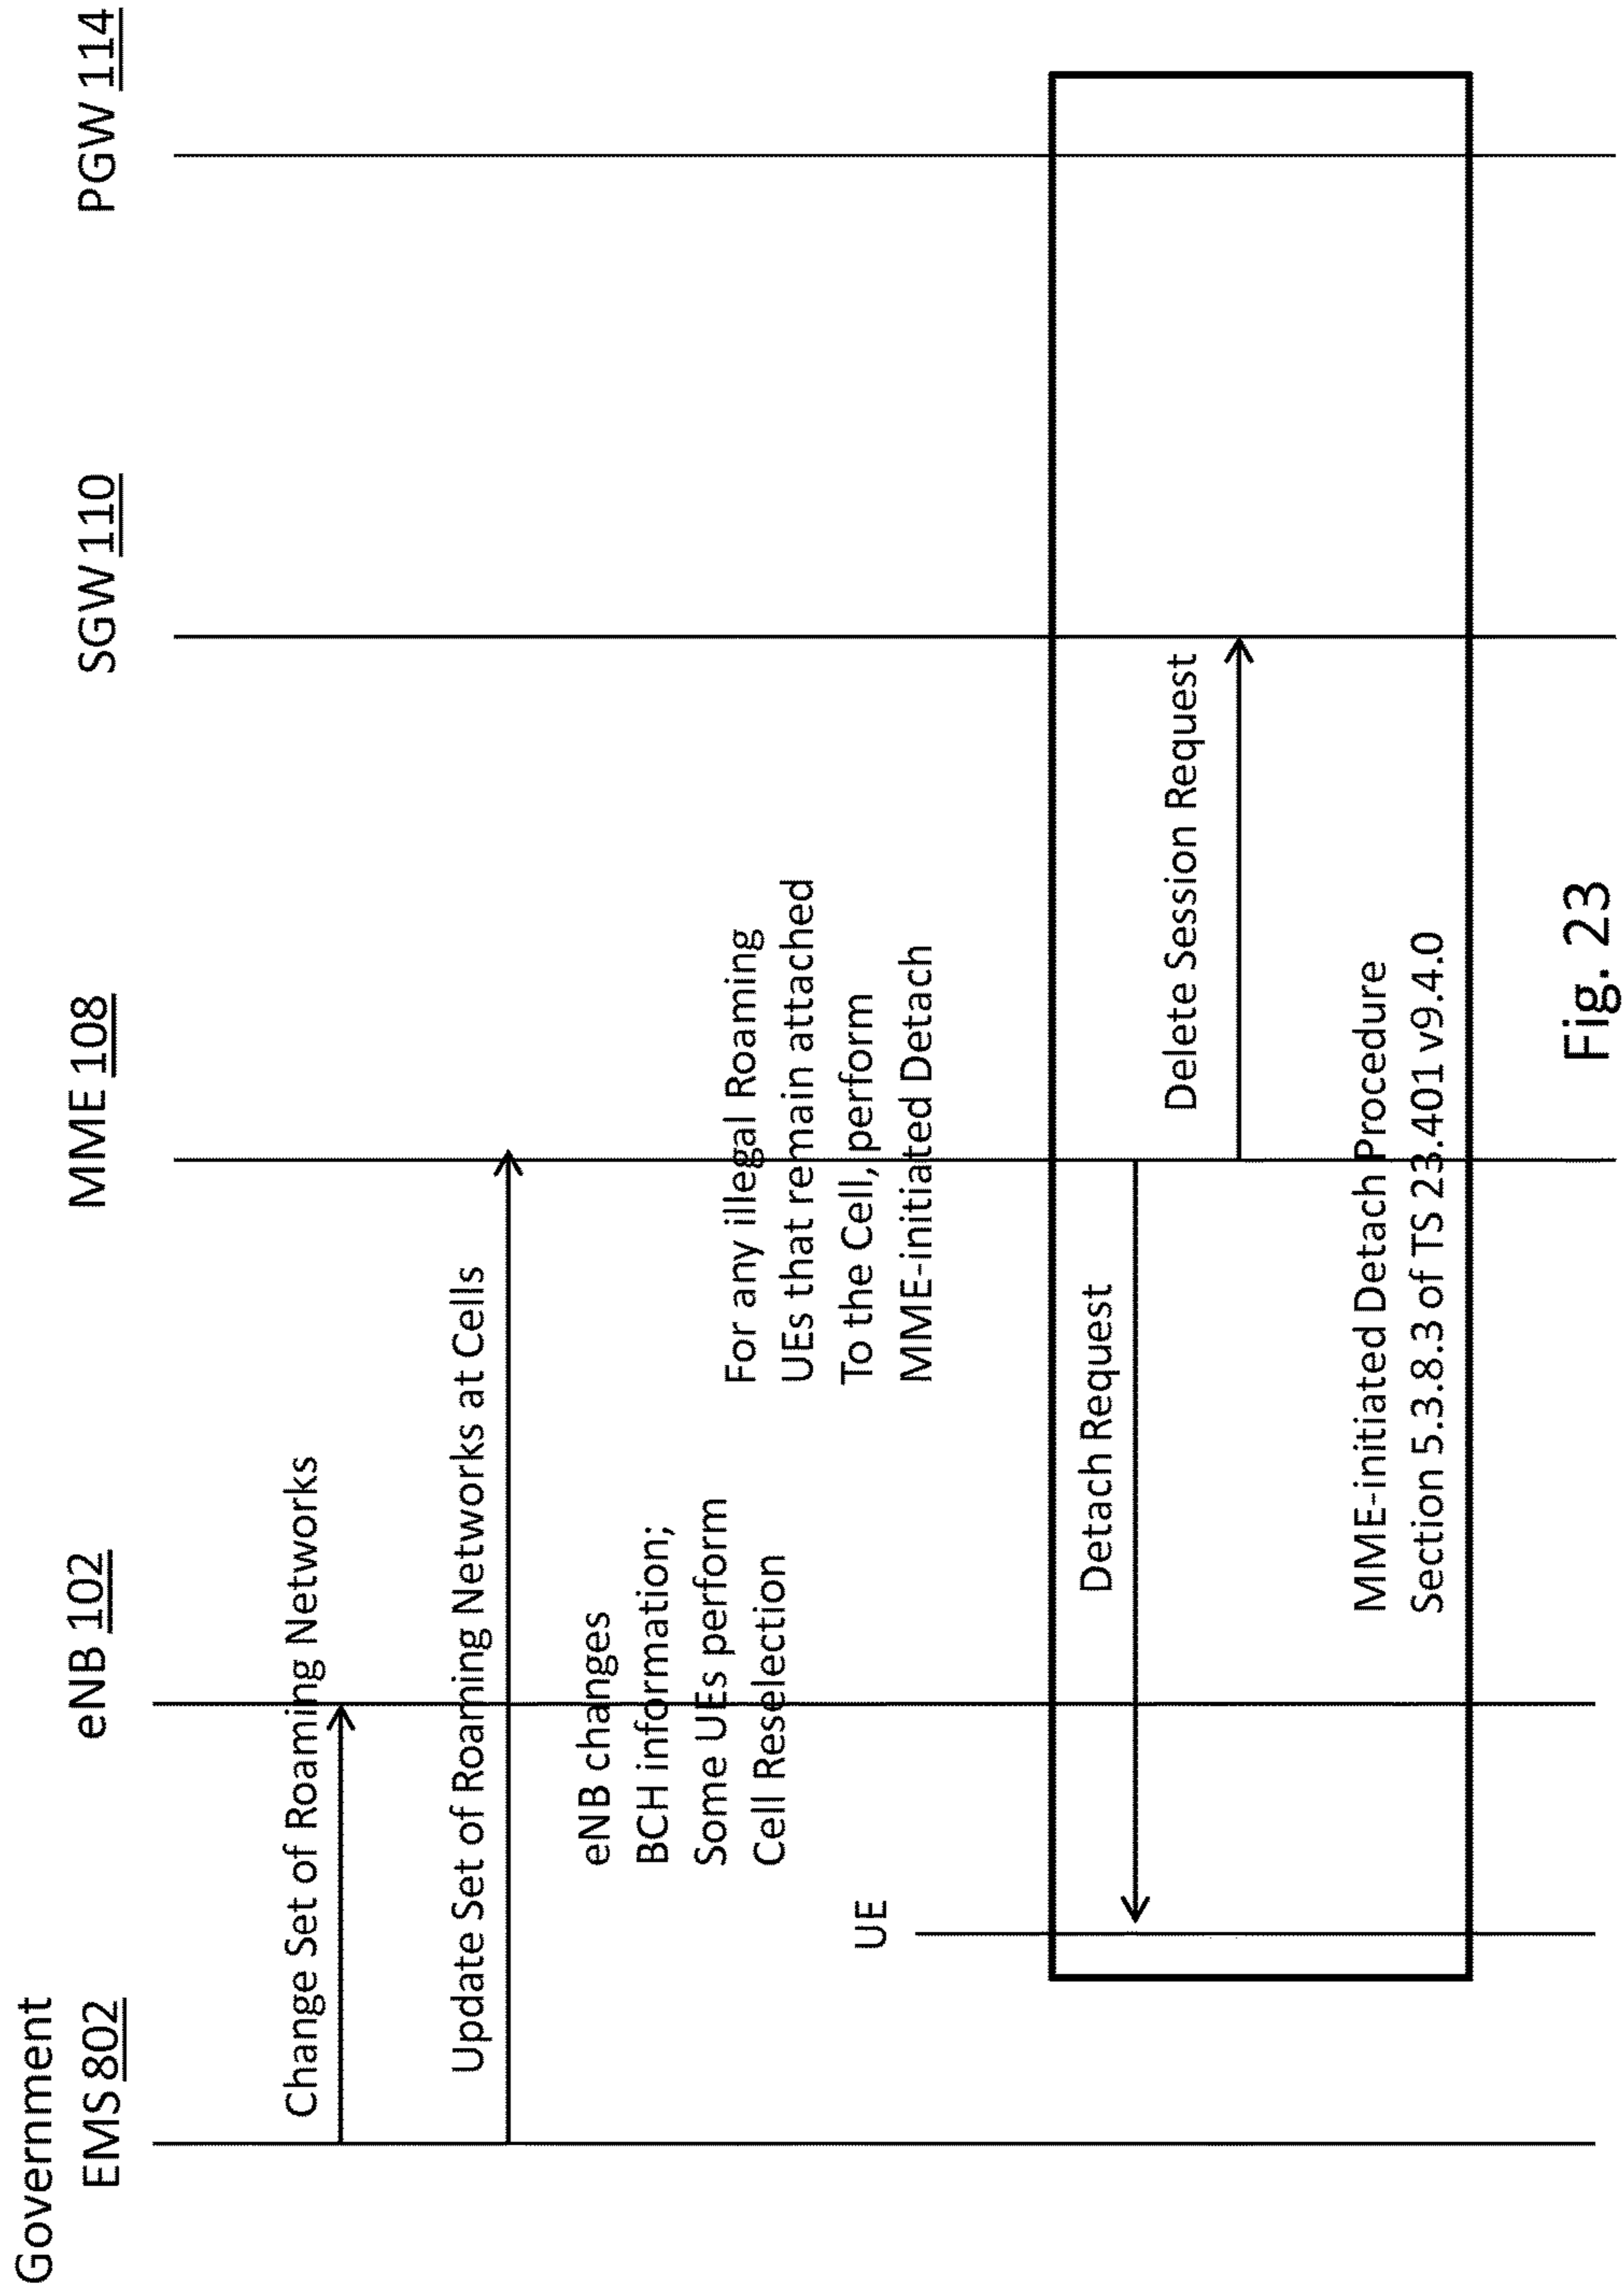 Government
EMS 802
eNB 102
MME 108
SGW 110
PGW 114
Change Set of Roaming Networks
Update Set of Roaming Networks at Cells
eNB changes
BCH information;
Some UEs perform
Cell Reselection
For any illegal Roaming
UEs that remain attached
To the Cell, perform
MME-initiated Detach
UE
Detach Request
Delete Session Request
MME-initiated Detach Procedure
Section 5.3.8.3 of TS 23.401 v9.4.0
Fig. 23